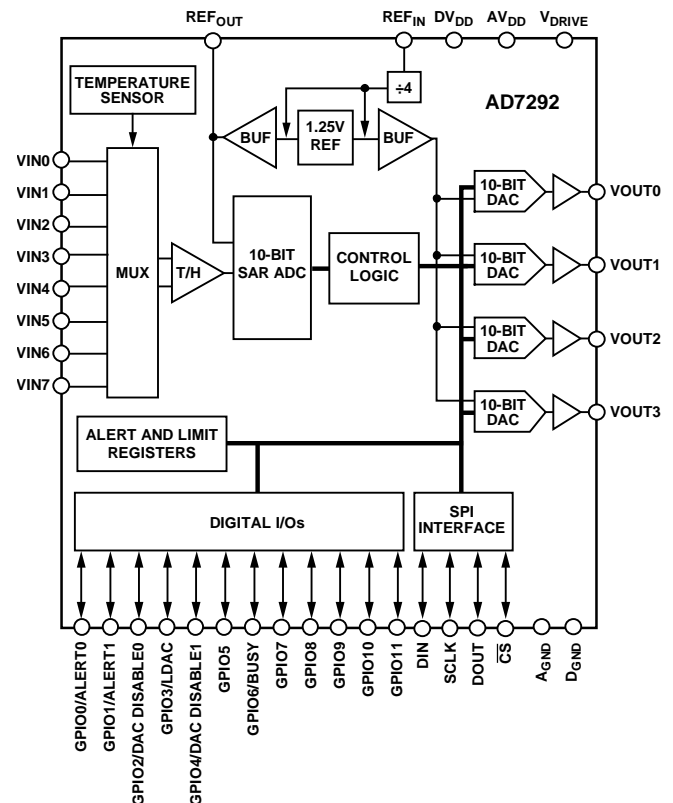 REFOUT
REFIN
DVDD
AVDD
VDRIVE
÷4
TEMPERATURE
SENSOR
AD7292
BUF
1.25V
REF
BUF
VIN0
VIN1
VIN2
VIN3
VIN4
VIN5
VIN6
VIN7
MUX
T/H
10-BIT
SAR ADC
CONTROL
LOGIC
10-BIT
DAC
VOUT0
10-BIT
DAC
VOUT1
10-BIT
DAC
VOUT2
10-BIT
DAC
VOUT3
ALERT AND LIMIT
REGISTERS
DIGITAL I/Os
SPI
INTERFACE
GPIO0/ALERT0
GPIO1/ALERT1
GPIO2/DAC DISABLE0
GPIO3/LDAC
GPIO4/DAC DISABLE1
GPIO5
GPIO6/BUSY
GPIO7
GPIO8
GPIO9
GPIO10
GPIO11
DIN
SCLK
DOUT
CS
AGND
DGND